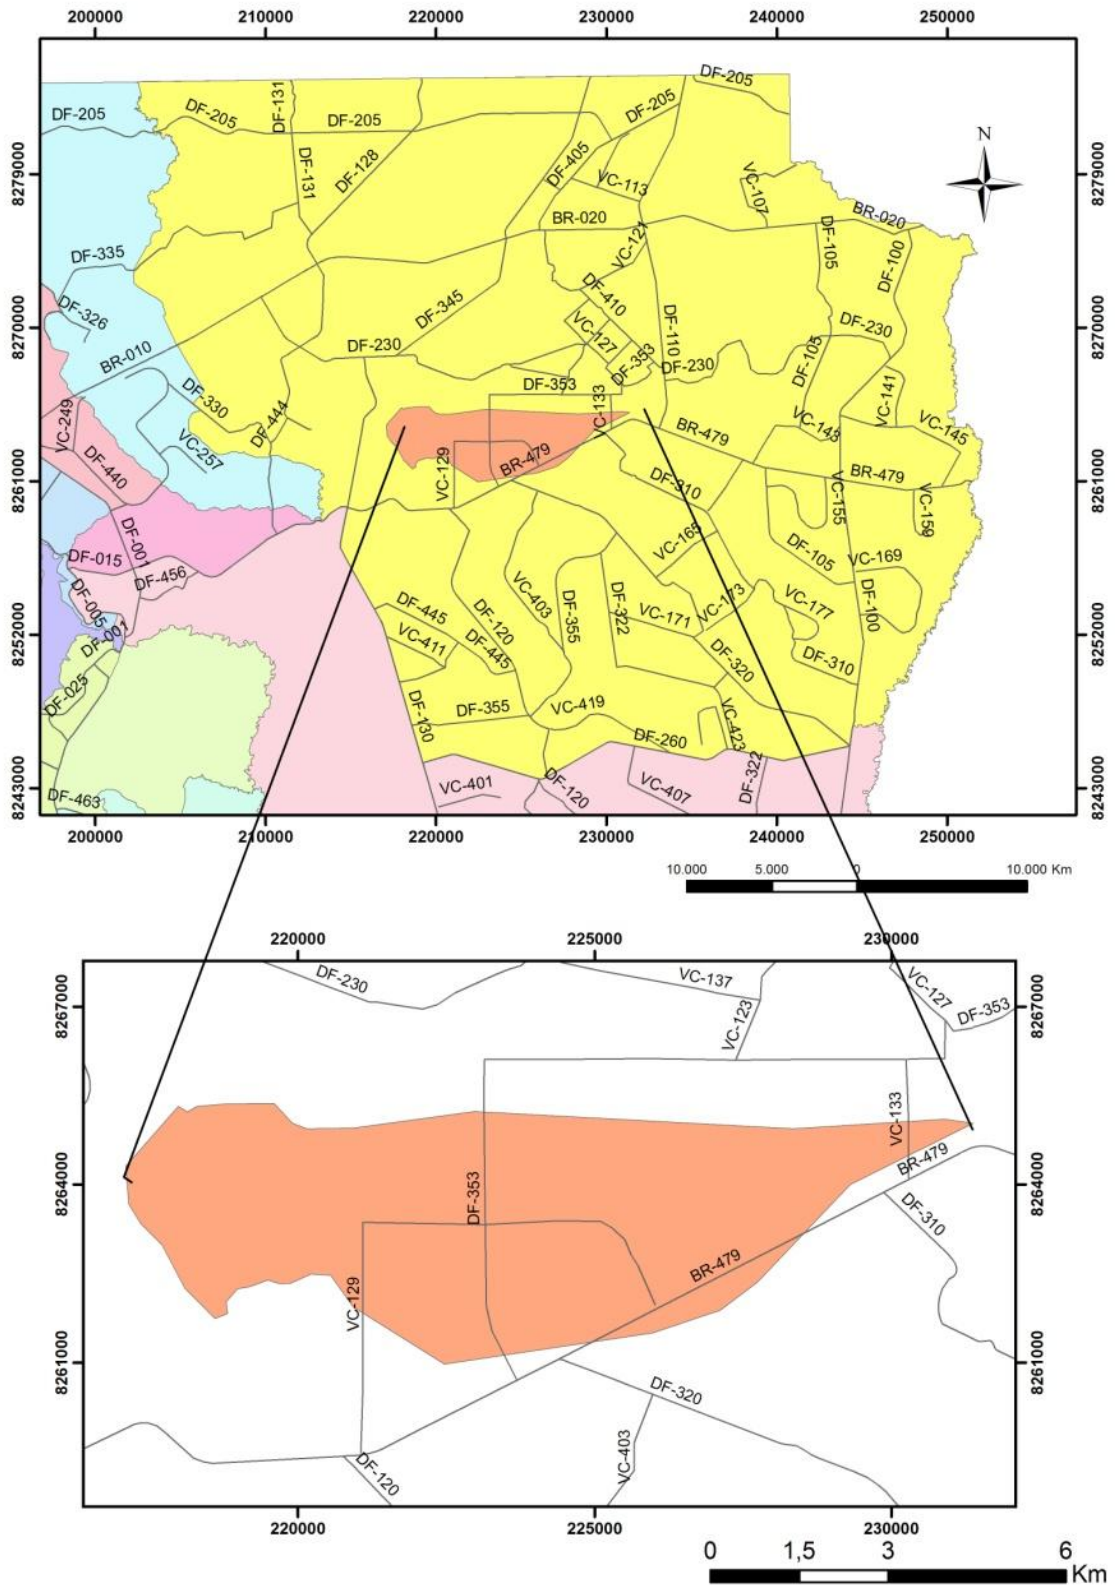 200000 210000 220000 230000 240000 250000
DF-205
DF-131
DF-205
DF-205
DF-205
DF-205
N
8279000
8279000
DF-128
DF-405
DF-131
VC-113
VC-107
BR-020
BR-020
VC-121
DF-105
DF-100
DF-335
DF-326
DF-410
DF-345
8270000
8270000
BR-010
DF-230
VC-127
DF-110
DF-230
DF-353
DF-105
DF-230
DF-330
DF-353
VC-133
VC-141
VC-249
DF-444
VC-257
VC-143
VC-145
BR-479
DF-440
VC-129
BR-479
BR-479
8261000
8261000
DF-310
VC-155
VC-159
DF-001
VC-165
DF-105
VC-169
DF-015
DF-456
DF-005
VC-403
VC-173
VC-177
DF-100
DF-445
DF-120
DF-355
DF-322
VC-171
8252000
8252000
DF-001
VC-411
DF-445
DF-320
DF-310
DF-025
DF-130
DF-355
VC-419
VC-423
DF-260
8243000
8243000
DF-463
VC-401
DF-120
VC-407
DF-322
200000 210000 220000 230000 240000 250000
10.000 5.000 0 10.000 Km
220000 225000 230000
DF-230
VC-137
VC-127
8267000
8267000
VC-123
DF-353
VC-133
BR-479
8264000
8264000
DF-353
DF-310
BR-479
VC-129
8261000
8261000
DF-320
VC-403
DF-120
220000 225000 230000
0 1,5 3 6
Km